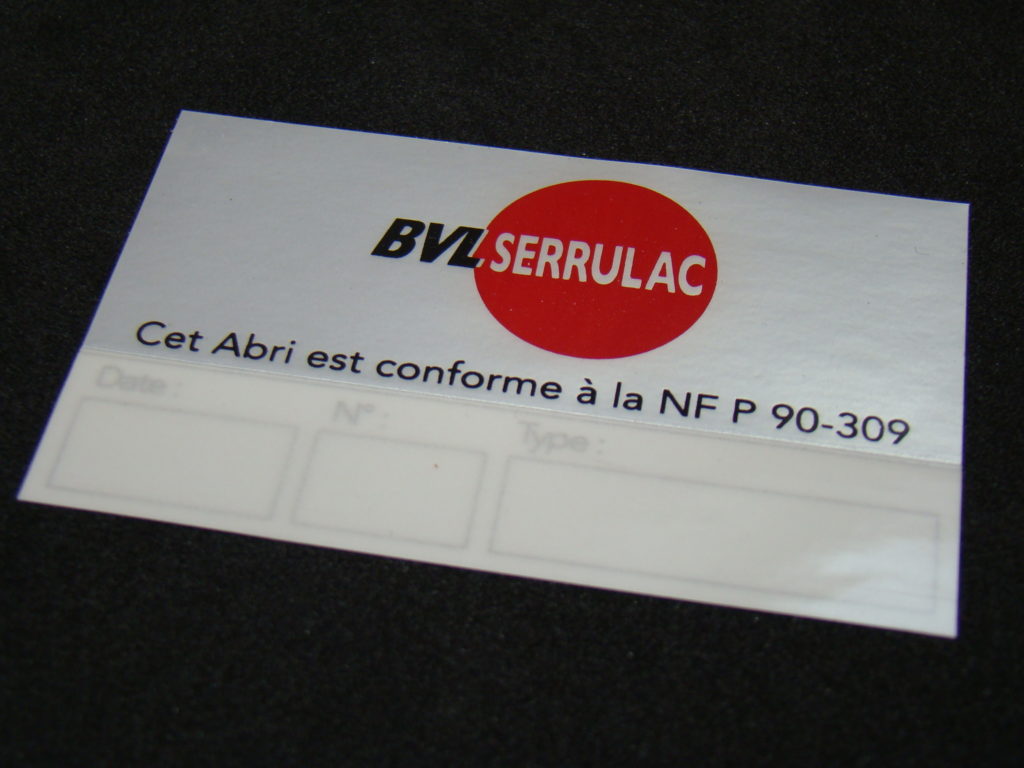 BVL SERRULAC
Cet Abri est conforme à la NF P 90-309
Date :
N° :
Type :